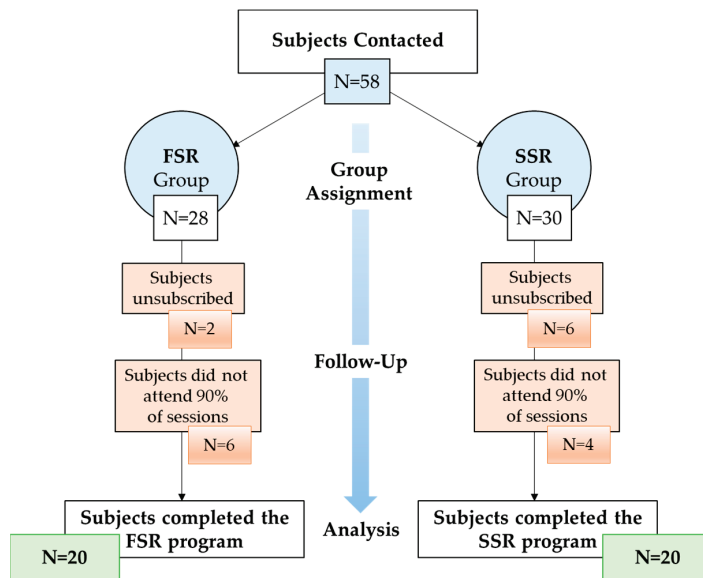 Subjects Contacted
N=58
FSR
Group
N=28
Subjects
unsubscribed
N=2
Subjects did not
attend 90%
of sessions
N=6
Subjects completed the
FSR program
N=20
Group
Assignment
Follow-Up
Analysis
SSR
Group
N=30
Subjects
unsubscribed
N=6
Subjects did not
attend 90%
of sessions
N=4
Subjects completed the
SSR program
N=20